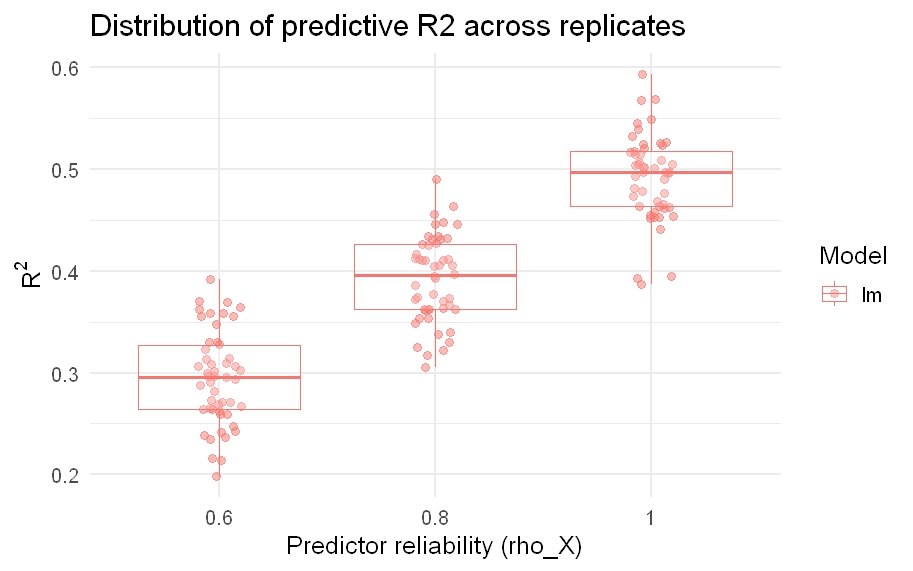 Distribution of predictive R2 across replicates
0.6
0.5
0.4
0.3
0.2
R²
0.6 0.8 1
Predictor reliability (rho_X)
Model
lm